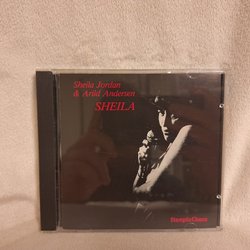 Sheila Jordan
& Arild Andersen
SHEILA
SteepleChase